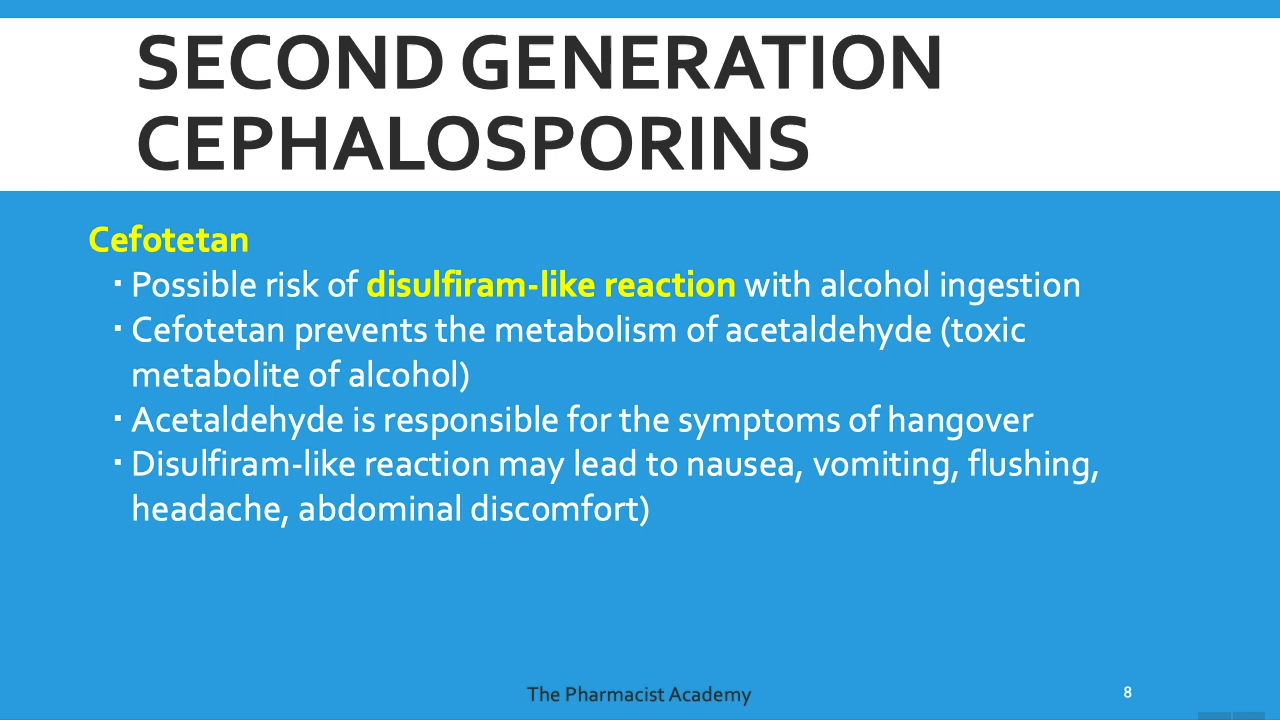 SECOND GENERATION
CEPHALOSPORINS
Cefotetan
▪ Possible risk of disulfiram-like reaction with alcohol ingestion
▪ Cefotetan prevents the metabolism of acetaldehyde (toxic
metabolite of alcohol)
▪ Acetaldehyde is responsible for the symptoms of hangover
▪ Disulfiram-like reaction may lead to nausea, vomiting, flushing,
headache, abdominal discomfort)
The Pharmacist Academy
8